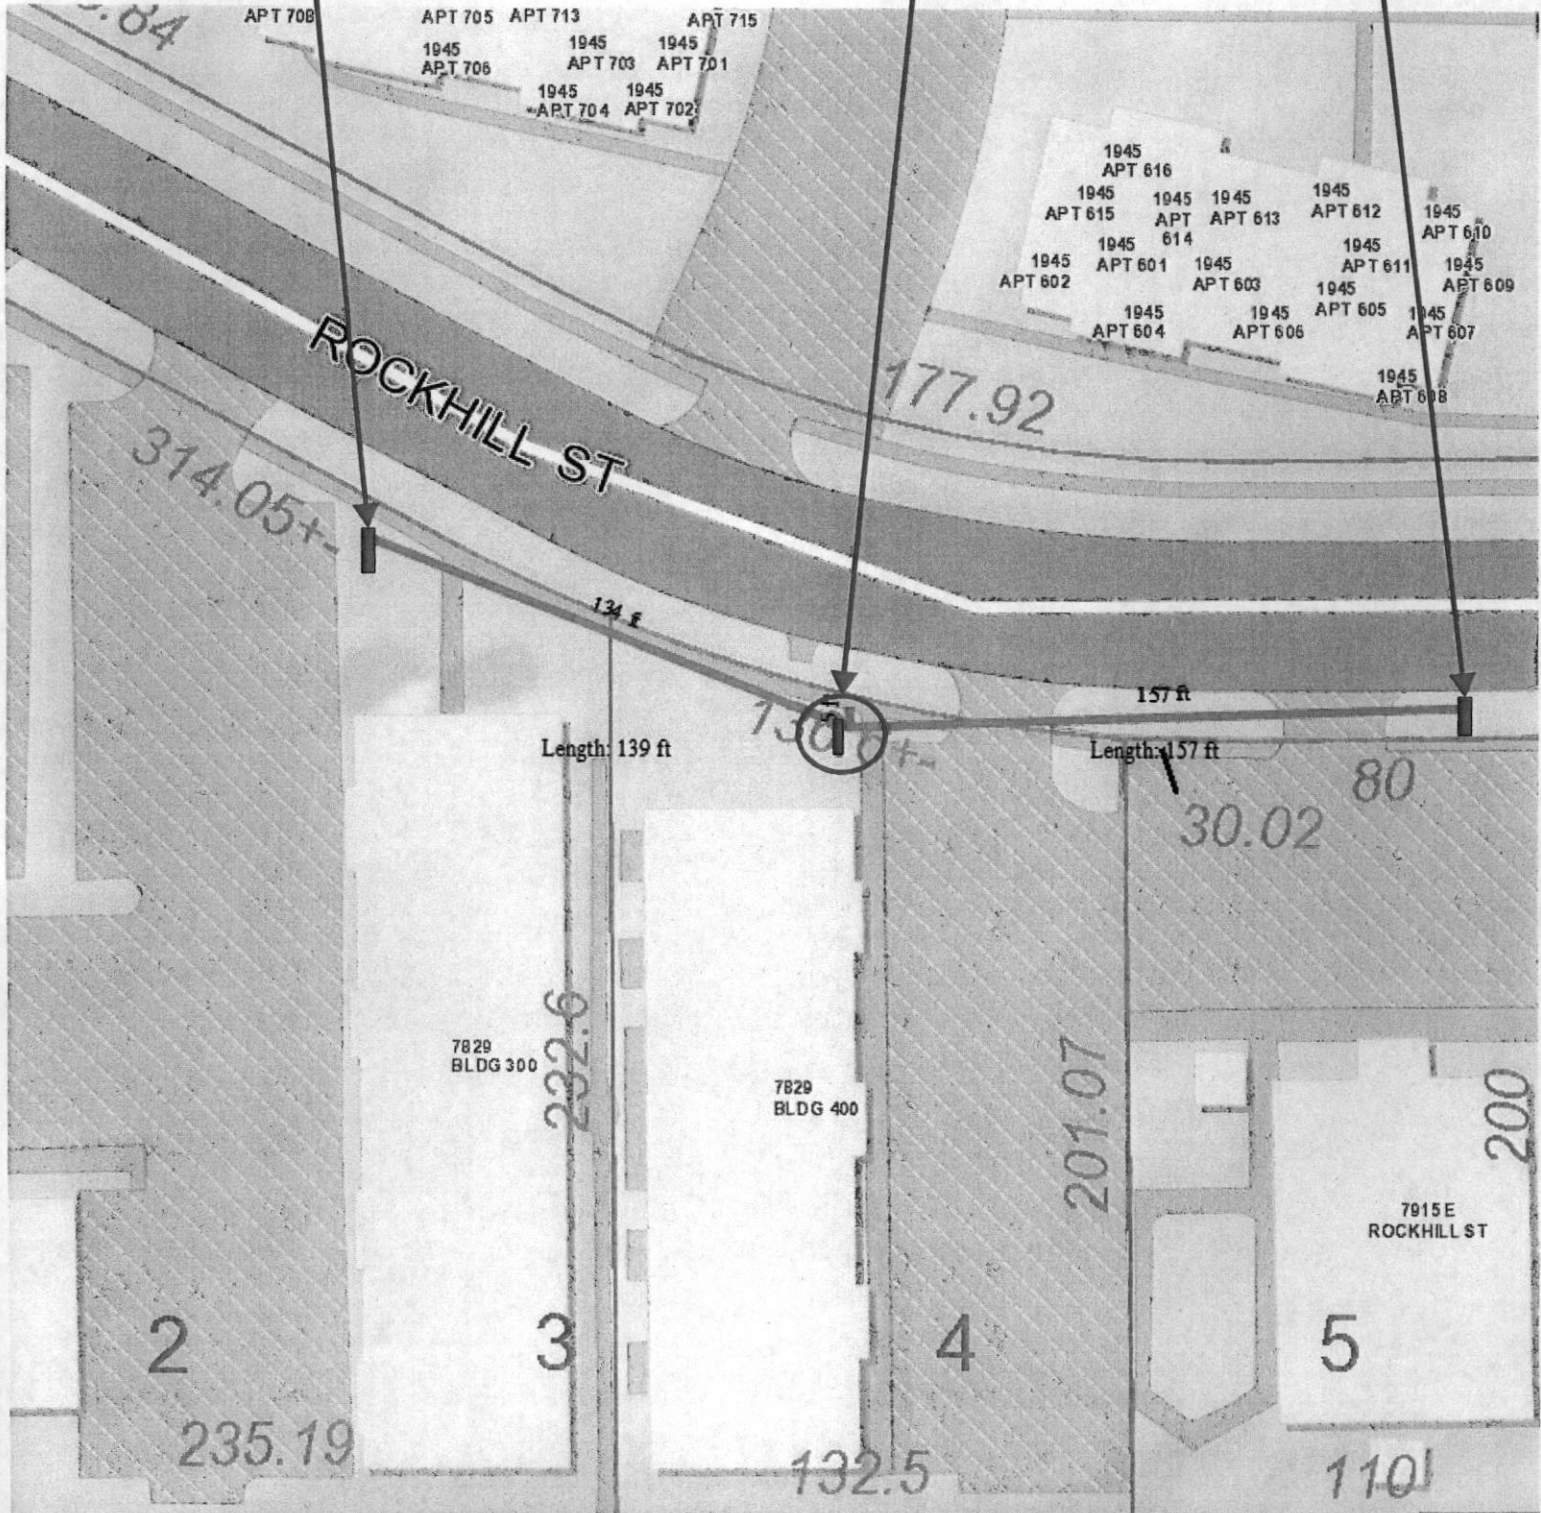 .84
APT 708
APT 705
APT 713
APT 715
1945
APT 706
1945
APT 703
1945
APT 701
1945
APT 704
1945
APT 702
1945
APT 616
1945
APT 615
1945
APT
614
1945
APT 613
1945
APT 612
1945
APT 610
1945
APT 602
1945
APT 601
1945
APT 603
1945
APT 611
1945
APT 609
1945
APT 605
1945
APT 604
1945
APT 606
1945
APT 607
1945
APT 608
ROCKHILL ST
177.92
314.05+-
134 ft
157 ft
Length: 139 ft
Length: 157 ft
80
30.02
7829
BLDG 300
232.6
7829
BLDG 400
201.07
200
7915 E
ROCKHILL ST
2
3
4
5
235.19
132.5
110